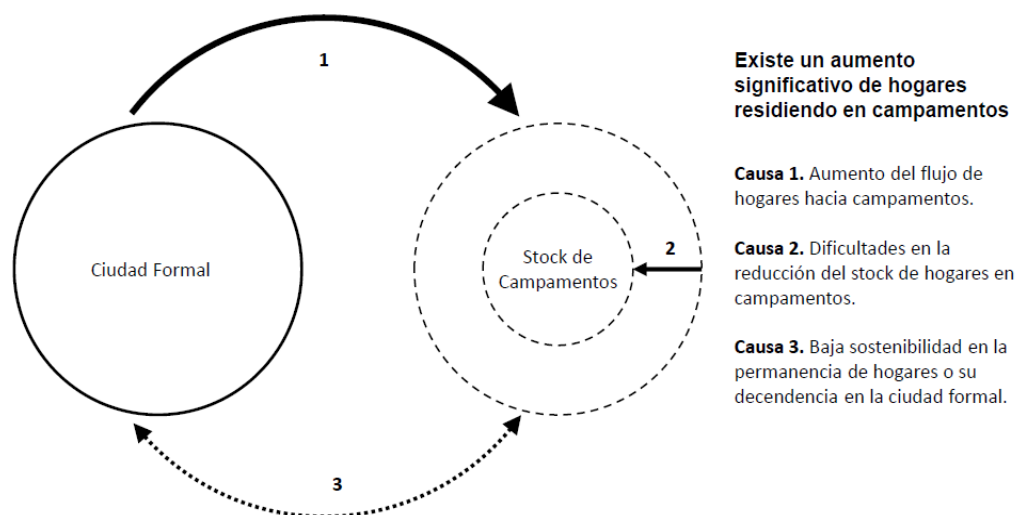 1
Ciudad Formal
Stock de
Campamentos
2
3
Existe un aumento
significativo de hogares
residiendo en campamentos
Causa 1. Aumento del flujo de
hogares hacia campamentos.
Causa 2. Dificultades en la
reducción del stock de hogares en
campamentos.
Causa 3. Baja sostenibilidad en la
permanencia de hogares o su
decendencia en la ciudad formal.